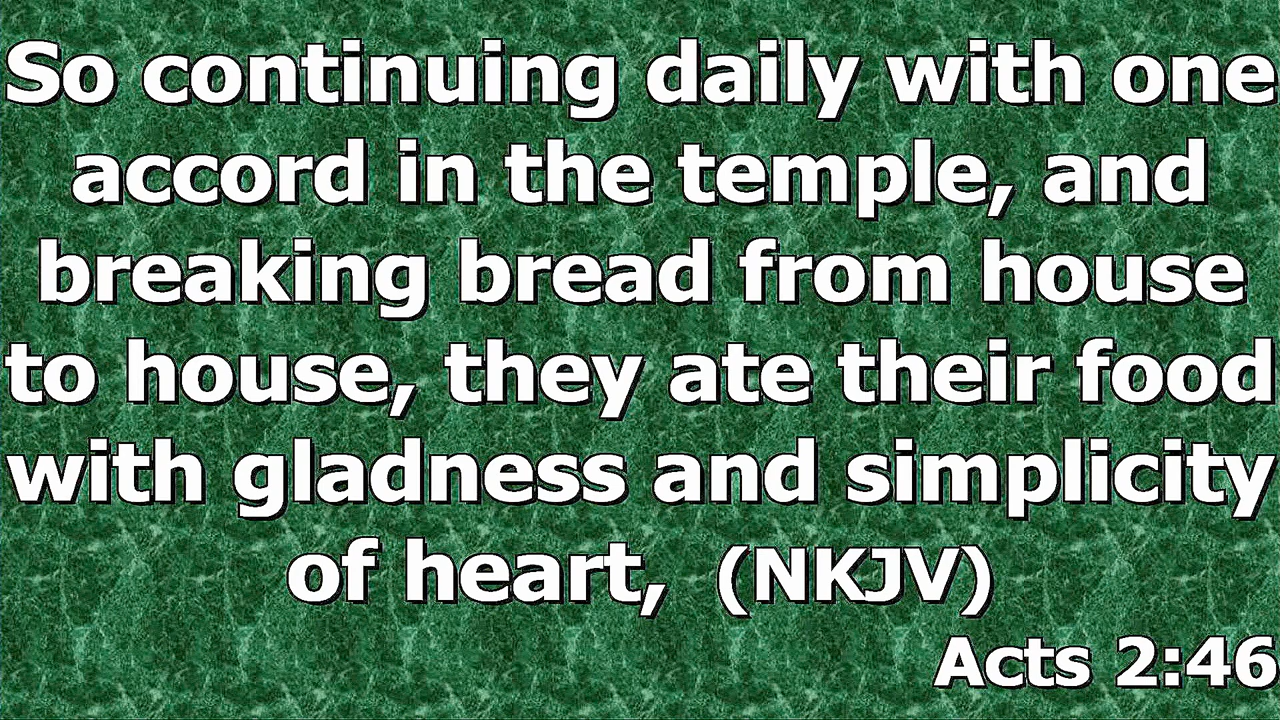 So continuing daily with one
accord in the temple, and
breaking bread from house
to house, they ate their food
with gladness and simplicity
of heart, (NKJV)
Acts 2:46